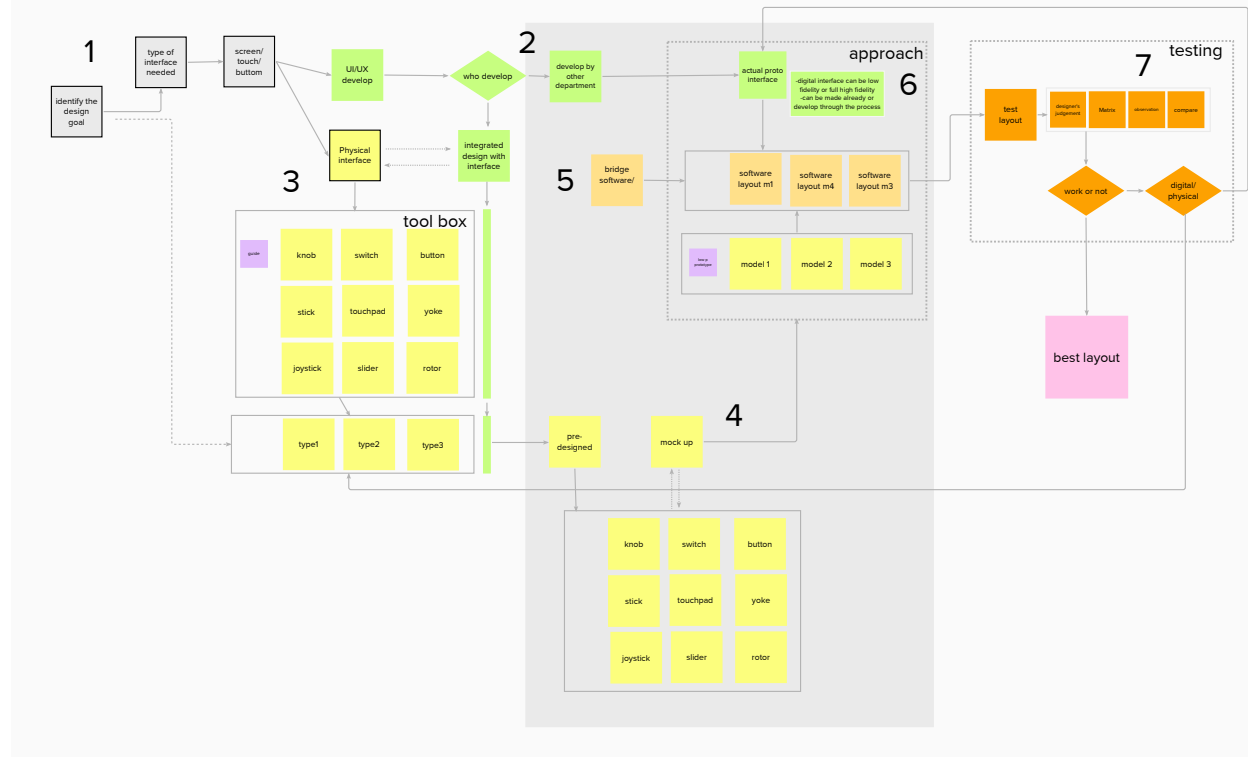 1
identify the
design
goal
type of
interface
needed
screen/
touch/
buttom
UI/UX
develop
who develop
2
develop by
other
department
approach
actual proto
interface
-digital interface can be low
fidelity or full high fidelity
-can be made already or
develop through the process
6
testing
7
test
layout
designer's
judgement
Matrix
observation
compare
work or not
digital/
physical
best layout
3
Physical
interface
integrated
design with
interface
5
bridge
software/
software
layout m1
software
layout m4
software
layout m3
prototype
model 1
model 2
model 3
tool box
guide
knob
switch
button
stick
touchpad
yoke
joystick
slider
rotor
type1
type2
type3
pre-
designed
mock up
4
knob
switch
button
stick
touchpad
yoke
joystick
slider
rotor